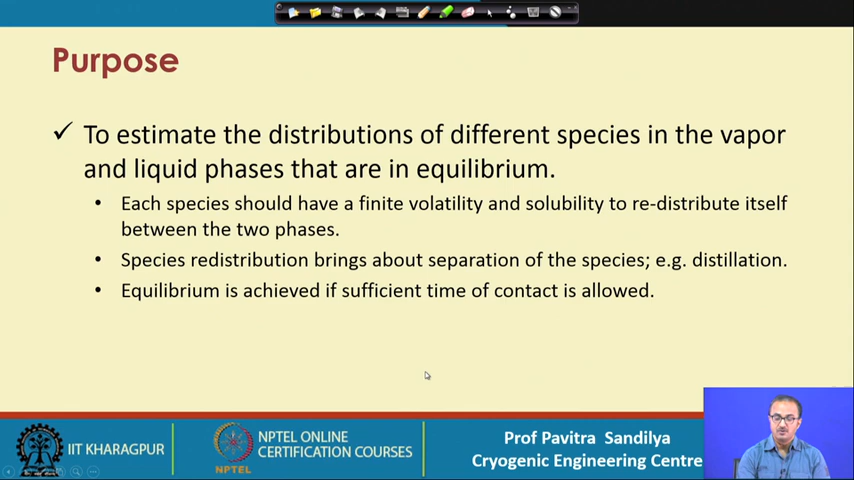 Purpose
✓ To estimate the distributions of different species in the vapor
and liquid phases that are in equilibrium.
• Each species should have a finite volatility and solubility to re-distribute itself
between the two phases.
• Species redistribution brings about separation of the species; e.g. distillation.
• Equilibrium is achieved if sufficient time of contact is allowed.
IIT KHARAGPUR
NPTEL
NPTEL ONLINE
CERTIFICATION COURSES
Prof Pavitra Sandilya
Cryogenic Engineering Centre